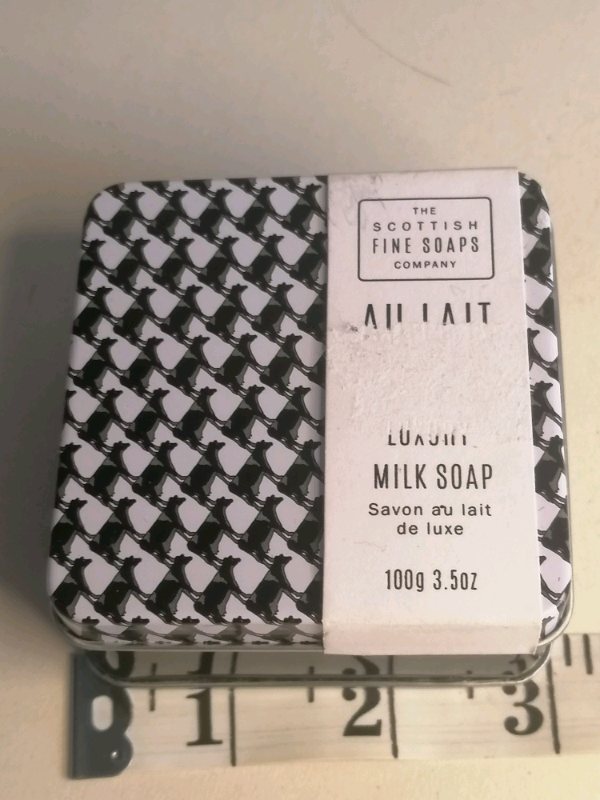 THE
SCOTTISH
FINE SOAPS
COMPANY
AU LAIT
LUXURY
MILK SOAP
Savon au lait
de luxe
100g 3.5oz
1 2 3